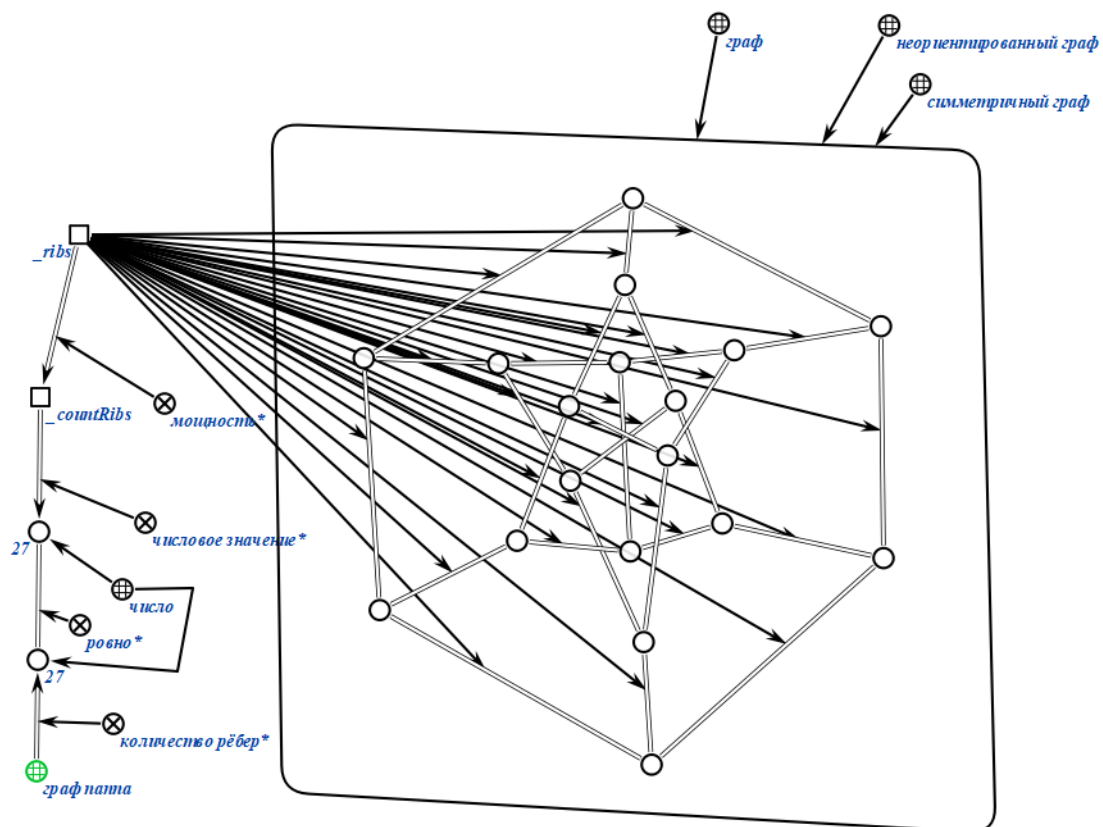 граф
неориентированный граф
симметричный граф
_ribs
_countRibs
мощность*
числовое значение*
27
число
ровно*
27
количество рёбер*
граф паппа